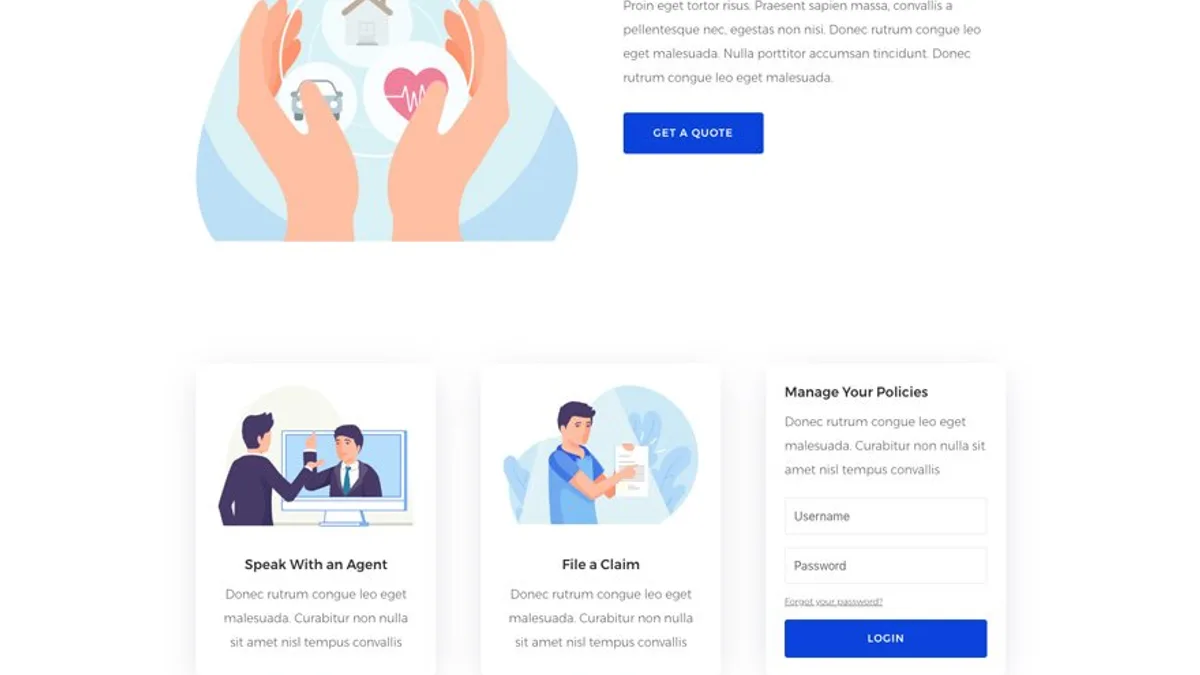 Proin eget tortor risus. Praesent sapien massa, convallis a
pellentesque nec, egestas non nisi. Donec rutrum congue leo
eget malesuada. Nulla porttitor accumsan tincidunt. Donec
rutrum congue leo eget malesuada.
GET A QUOTE
Speak With an Agent
Donec rutrum congue leo eget
malesuada. Curabitur non nulla
sit amet nisl tempus convallis
File a Claim
Donec rutrum congue leo eget
malesuada. Curabitur non nulla
sit amet nisl tempus convallis
Manage Your Policies
Donec rutrum congue leo eget
malesuada. Curabitur non nulla sit
amet nisl tempus convallis
Username
Password
Forgot your password?
LOGIN